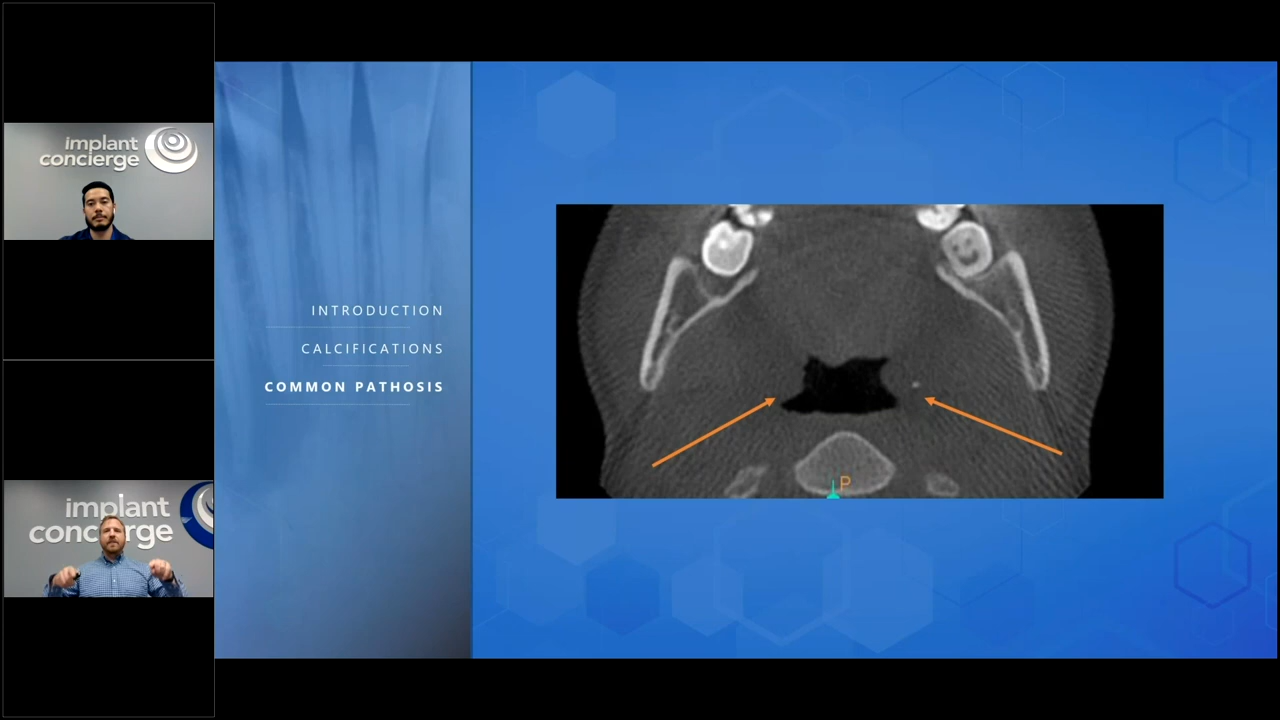 implant
concierge
implant
concierge
INTRODUCTION
CALCIFICATIONS
COMMON PATHOSIS
P